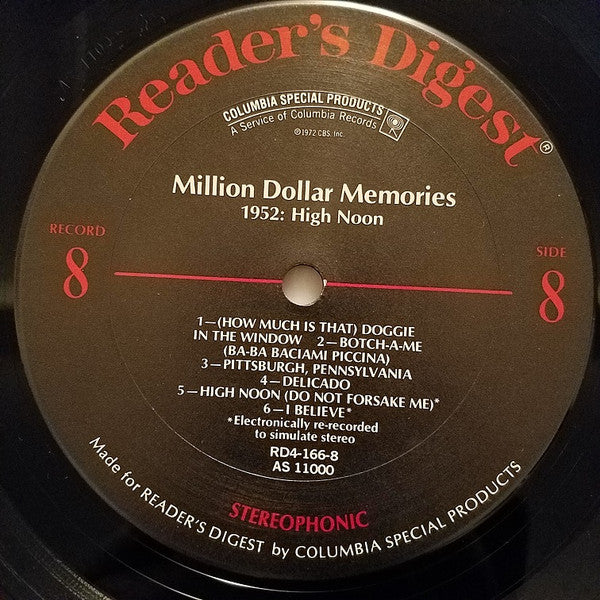 Reader's Digest®
COLUMBIA SPECIAL PRODUCTS
A Service of Columbia Records
℗1972 CBS, Inc.
Million Dollar Memories
1952: High Noon
RECORD
8
SIDE
8
1—(HOW MUCH IS THAT) DOGGIE
IN THE WINDOW 2—BOTCH-A-ME
(BA-BA BACIAMI PICCINA)
3—PITTSBURGH, PENNSYLVANIA
4—DELICADO
5—HIGH NOON (DO NOT FORSAKE ME)*
6—I BELIEVE*
*Electronically re-recorded
to simulate stereo
RD4-166-8
AS 11000
STEREOPHONIC
Made for READER'S DIGEST by COLUMBIA SPECIAL PRODUCTS